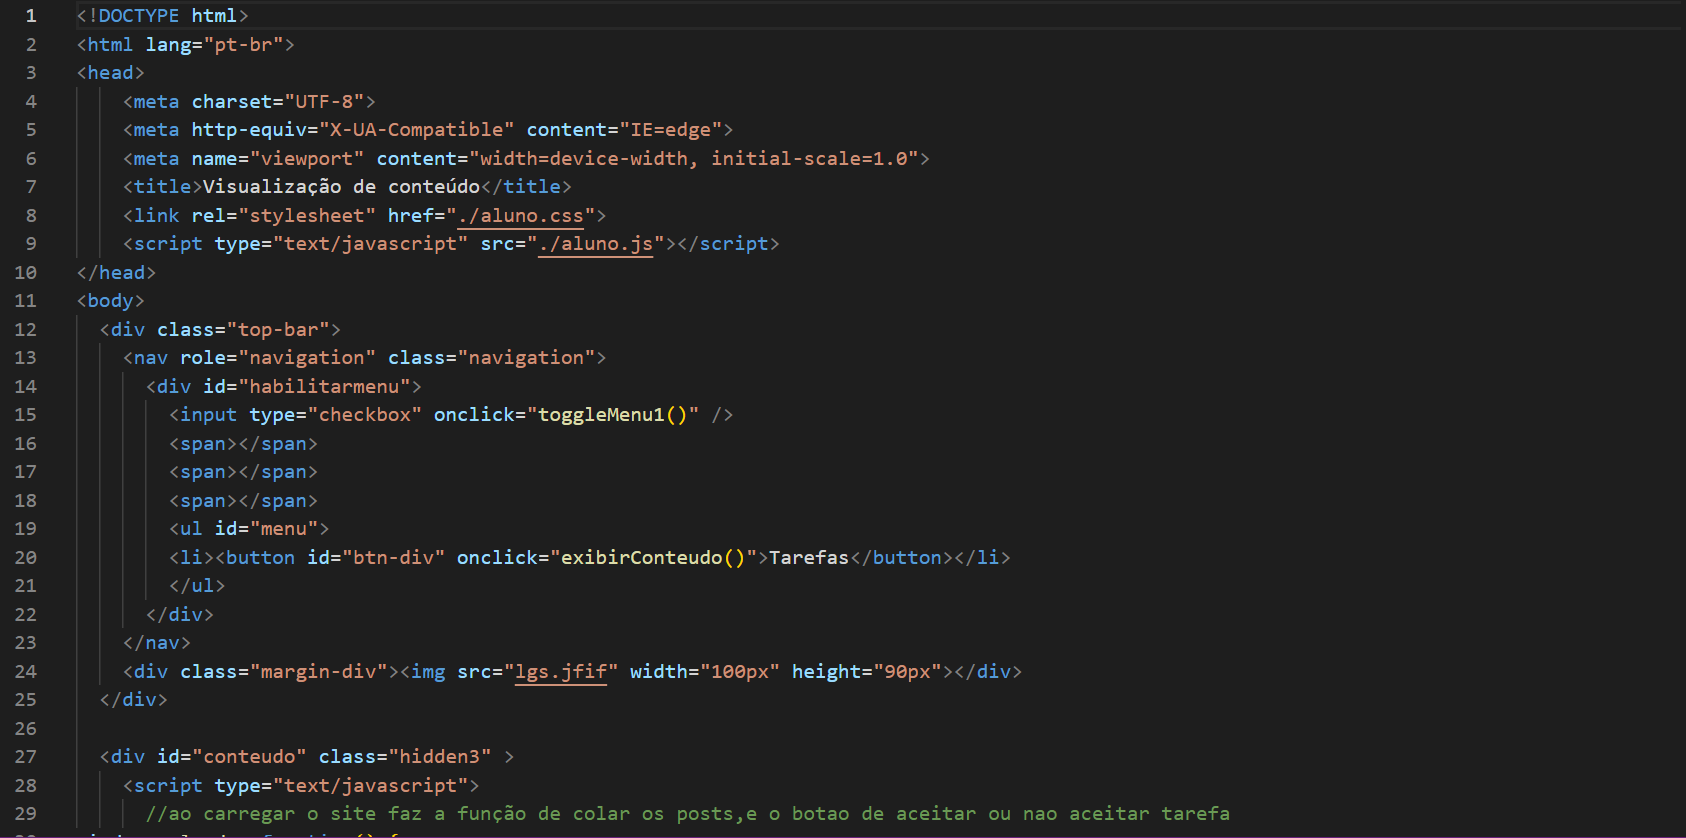 1 <!DOCTYPE html>
2 <html lang="pt-br">
3 <head>
4 <meta charset="UTF-8">
5 <meta http-equiv="X-UA-Compatible" content="IE=edge">
6 <meta name="viewport" content="width=device-width, initial-scale=1.0">
7 <title>Visualização de conteúdo</title>
8 <link rel="stylesheet" href="./aluno.css">
9 <script type="text/javascript" src="./aluno.js"></script>
10 </head>
11 <body>
12 <div class="top-bar">
13 <nav role="navigation" class="navigation">
14 <div id="habilitarmenu">
15 <input type="checkbox" onclick="toggleMenu1()" />
16 <span></span>
17 <span></span>
18 <span></span>
19 <ul id="menu">
20 <li><button id="btn-div" onclick="exibirConteudo()">Tarefas</button></li>
21 </ul>
22 </div>
23 </nav>
24 <div class="margin-div"><img src="lgs.jfif" width="100px" height="90px"></div>
25 </div>
26
27 <div id="conteudo" class="hidden3" >
28 <script type="text/javascript">
29 //ao carregar o site faz a função de colar os posts,e o botao de aceitar ou nao aceitar tarefa